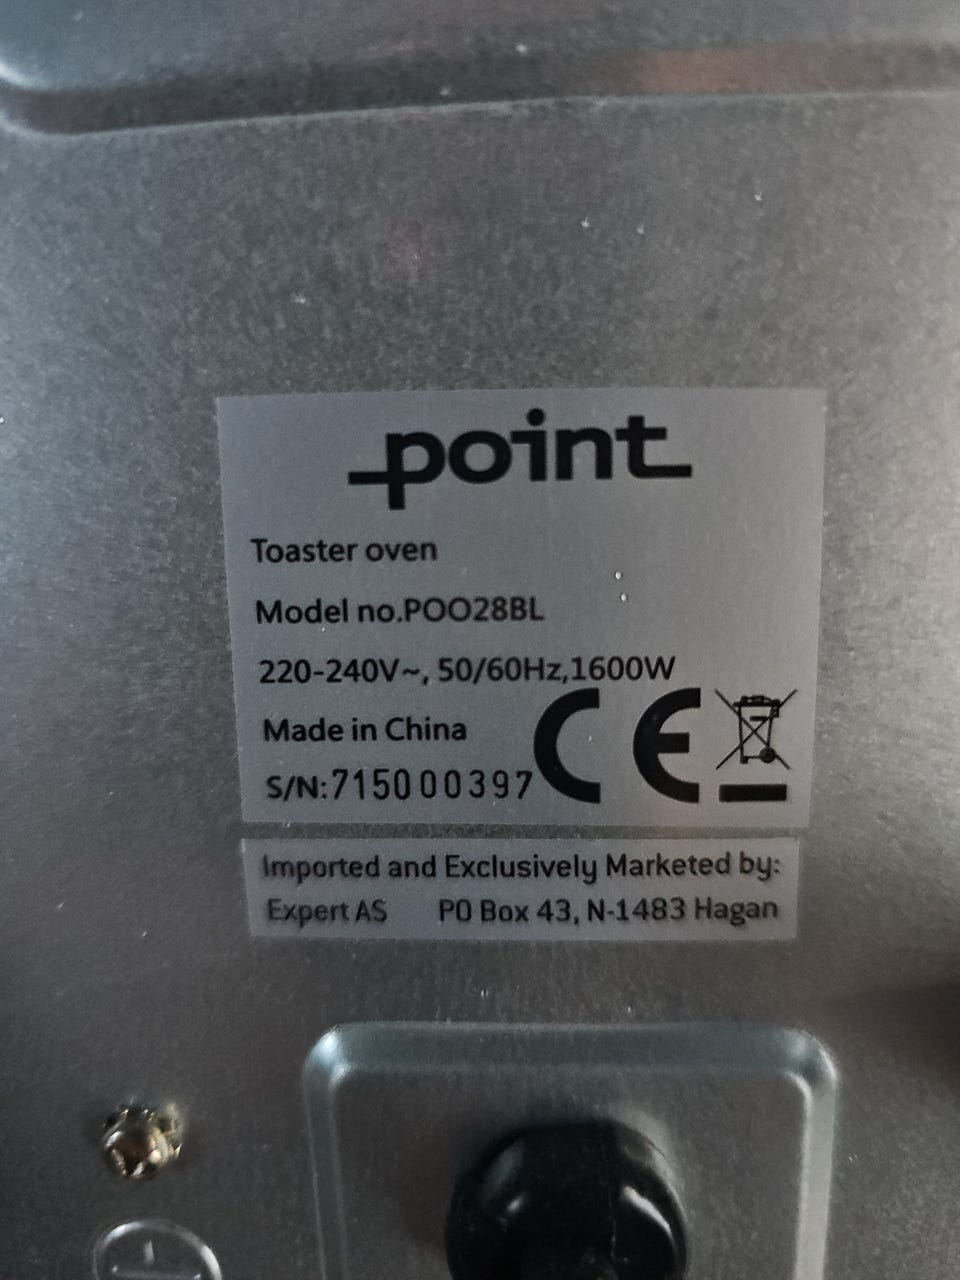 point
Toaster oven
Model no.POO28BL
220-240V~, 50/60Hz,1600W
Made in China
S/N:715000397
CE
Imported and Exclusively Marketed by:
Expert AS PO Box 43, N-1483 Hagan